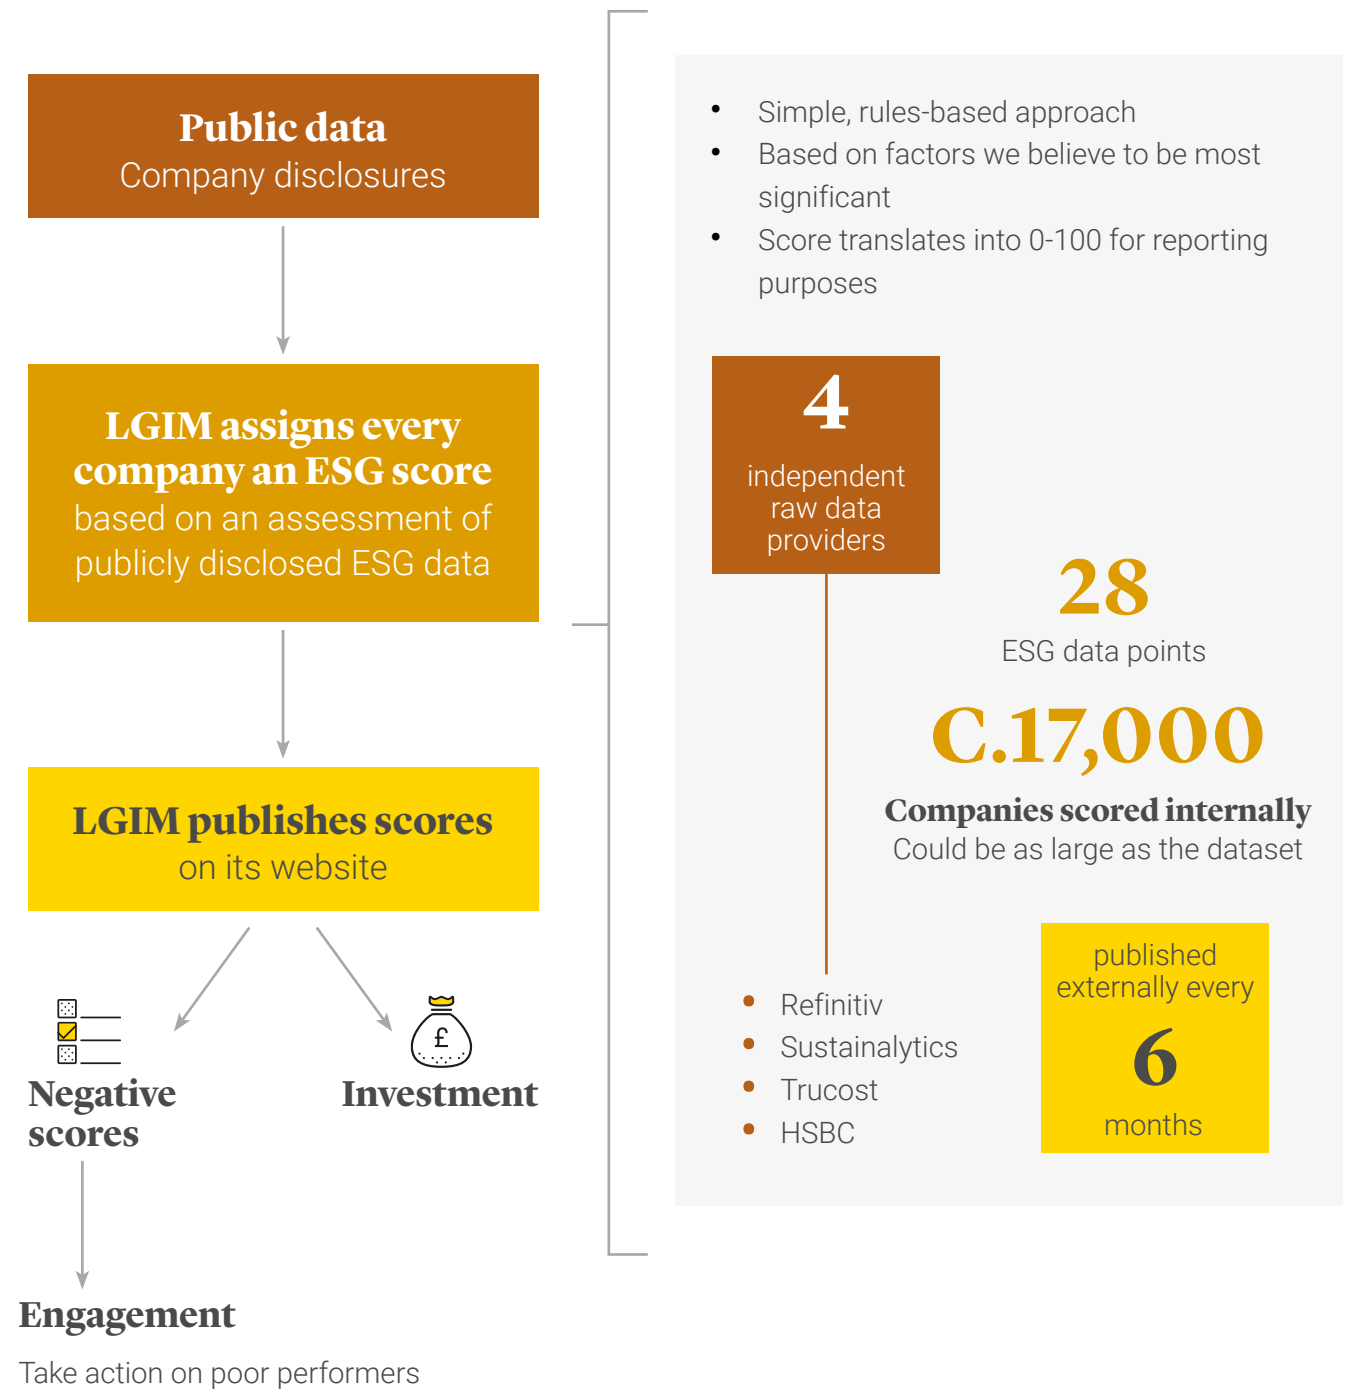 Public data
Company disclosures
LGIM assigns every
company an ESG score
based on an assessment of
publicly disclosed ESG data
LGIM publishes scores
on its website
£
Negative
scores
Investment
Engagement
Take action on poor performers
• Simple, rules-based approach
• Based on factors we believe to be most
significant
• Score translates into 0-100 for reporting
purposes
4
independent
raw data
providers
28
ESG data points
C.17,000
Companies scored internally
Could be as large as the dataset
• Refinitiv
• Sustainalytics
• Trucost
• HSBC
published
externally every
6
months